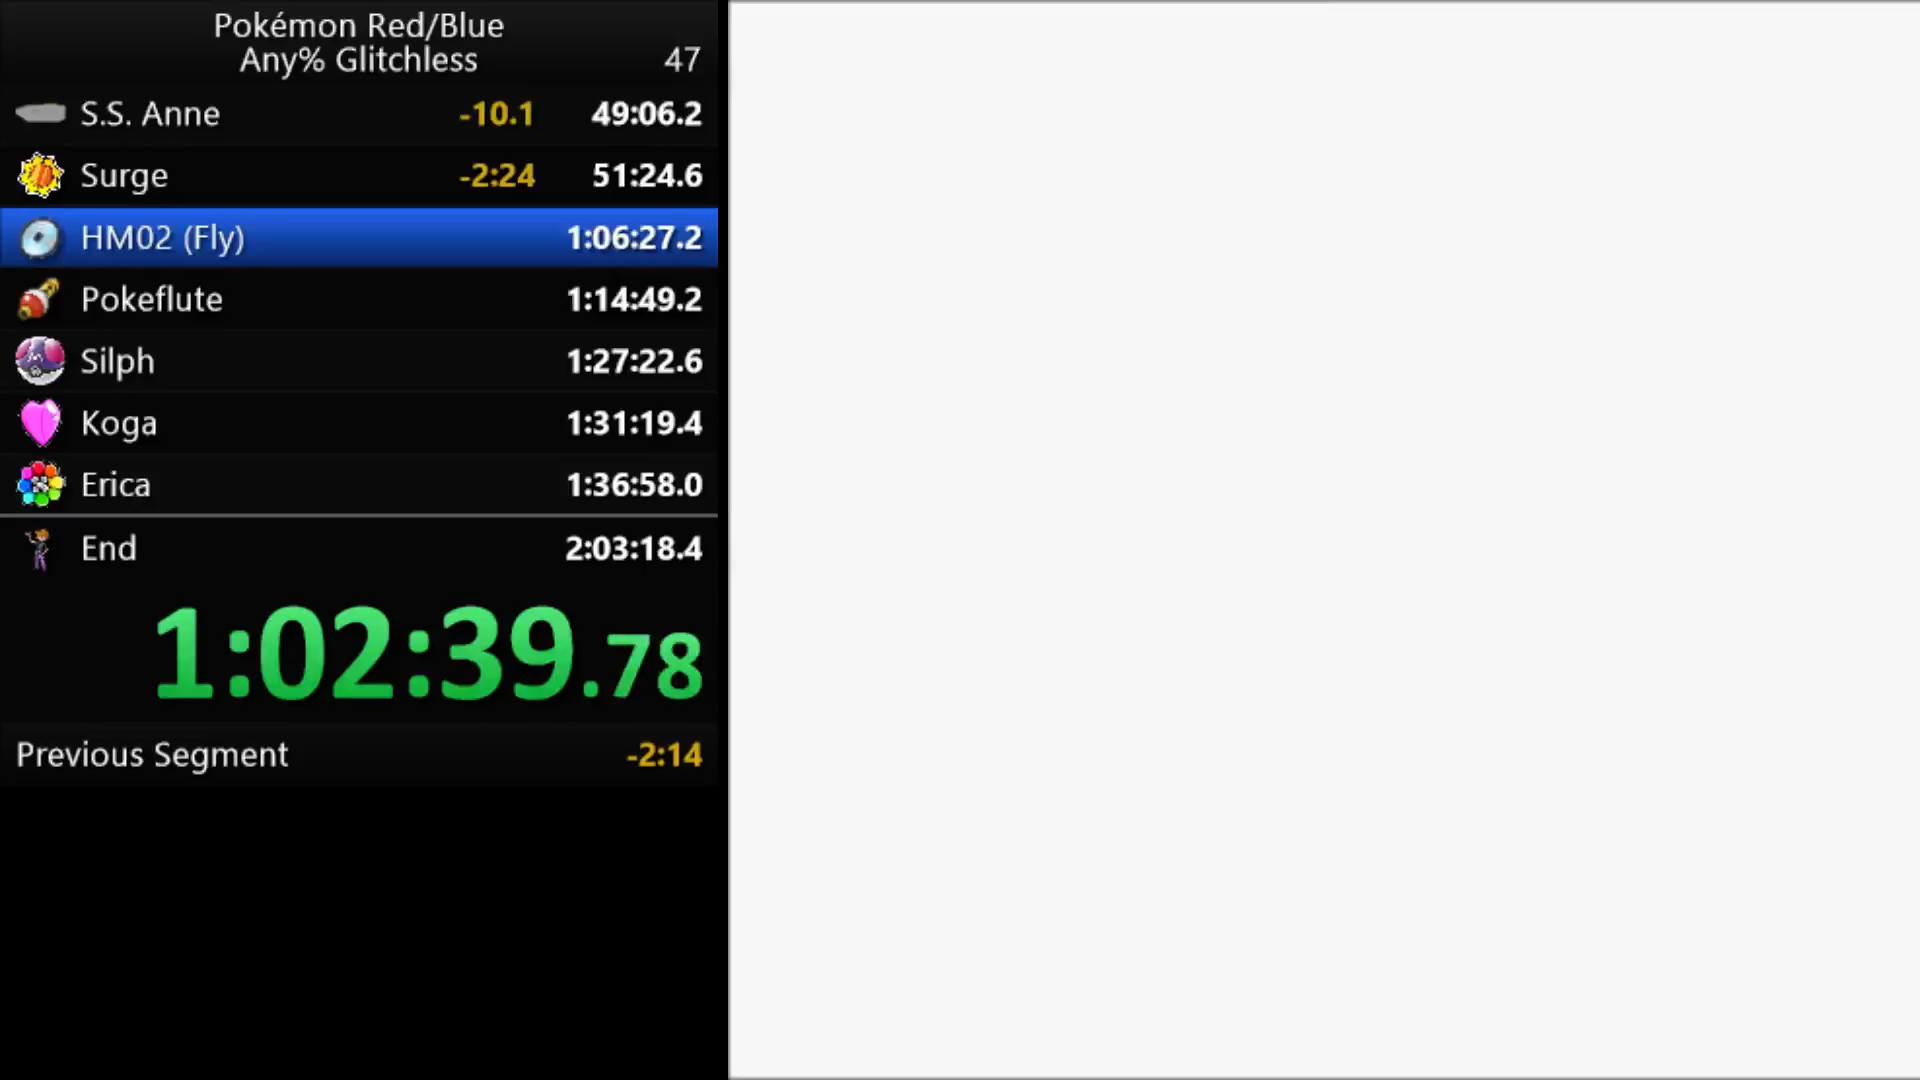 Pokémon Red/Blue
Any% Glitchless 47
S.S. Anne -10.1 49:06.2
Surge -2:24 51:24.6
HM02 (Fly) 1:06:27.2
Pokeflute 1:14:49.2
Silph 1:27:22.6
Koga 1:31:19.4
Erica 1:36:58.0
End 2:03:18.4
1:02:39.78
Previous Segment -2:14